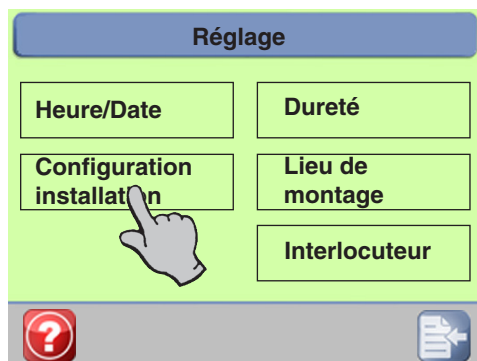 Réglage
Heure/Date
Dureté
Configuration
installation
Lieu de
montage
Interlocuteur
?